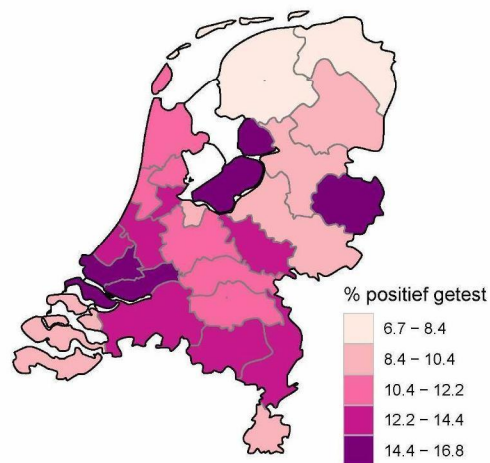 % positief getest
6.7 – 8.4
8.4 – 10.4
10.4 – 12.2
12.2 – 14.4
14.4 – 16.8